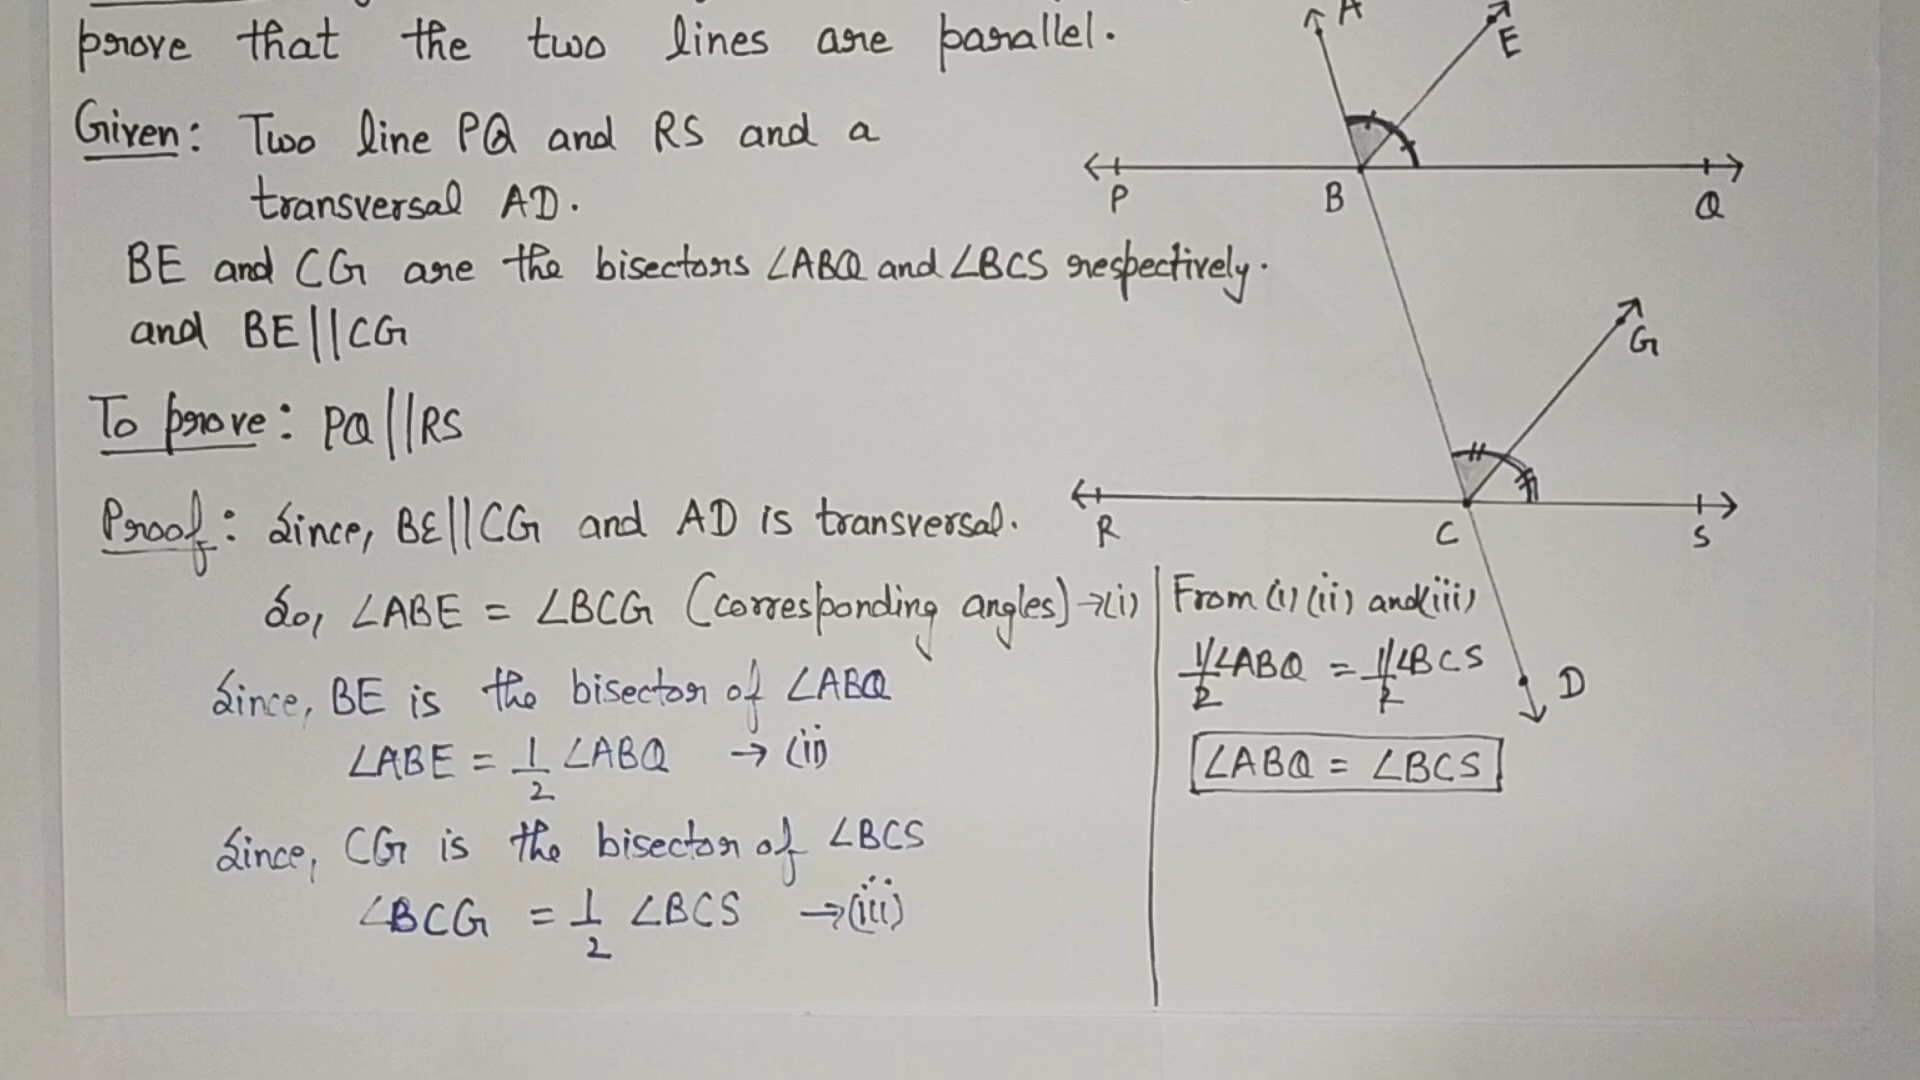 prove that the two lines are parallel.
Given: Two line PQ and RS and a
transversal AD.
BE and CG are the bisectors ∠ABQ and ∠BCS respectively.
and BE||CG
To prove: PQ||RS
Proof: Since, BE||CG and AD is transversal.
So, ∠ABE = ∠BCG (corresponding angles) →(i)
Since, BE is the bisector of ∠ABQ
∠ABE = 1/2 ∠ABQ → (ii)
Since, CG is the bisector of ∠BCS
∠BCG = 1/2 ∠BCS →(iii)
From (i) (ii) and (iii)
1/2 ∠ABQ = 1/2 ∠BCS
∠ABQ = ∠BCS
A
E
P
B
Q
G
R
C
S
D